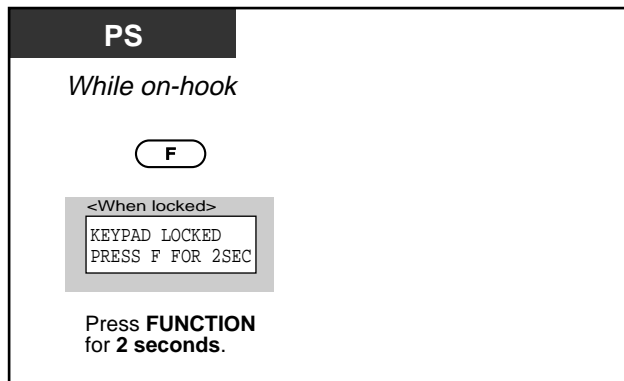 PS
While on-hook
F
<When locked>
KEYPAD LOCKED
PRESS F FOR 2SEC
Press FUNCTION
for 2 seconds.